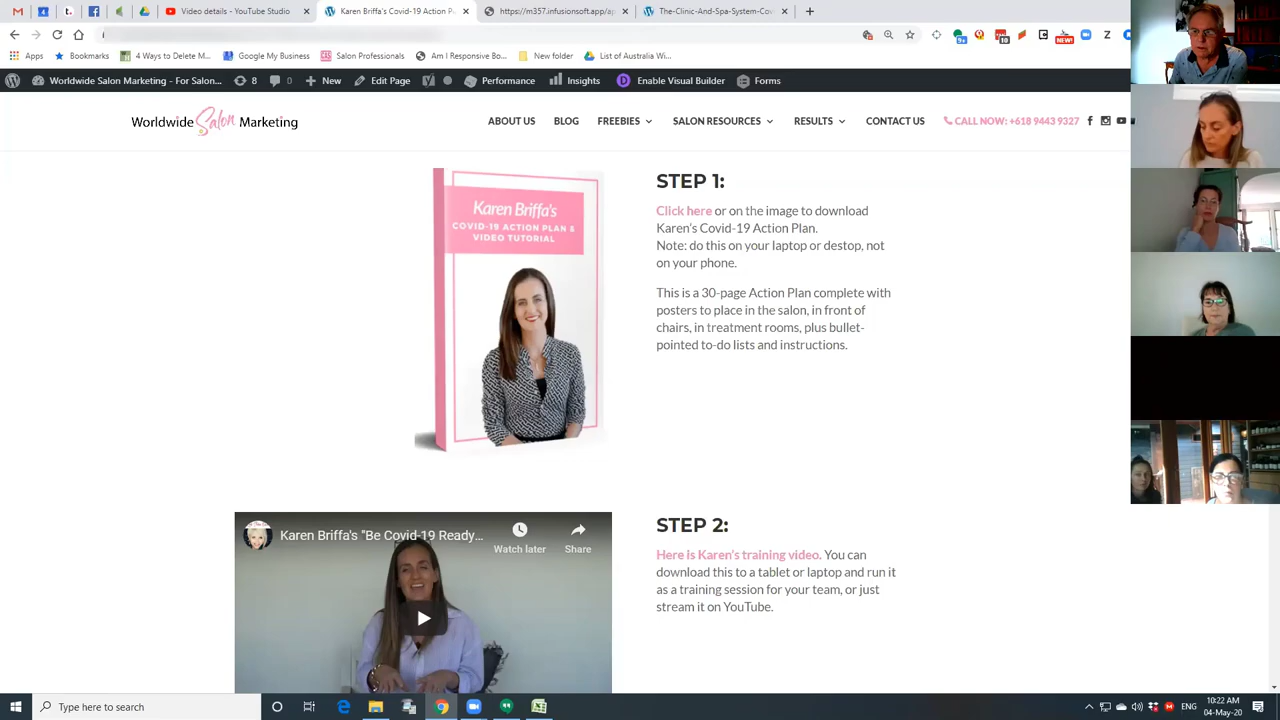 Video details - YouTube Studio
Karen Briffa's Covid-19 Action P
https://m357.infusionsoft.app/ap
The-Clinic-And-Spa-System-Cov
Apps
Bookmarks
4 Ways to Delete M...
Google My Business
Salon Professionals
Am I Responsive Bo...
New folder
List of Australia Wi...
9+
10
NEW!
Z
Worldwide Salon Marketing - For Salon...
8
0
New
Edit Page
Performance
Insights
Enable Visual Builder
Forms
Worldwide Salon Marketing
ABOUT US
BLOG
FREEBIES
SALON RESOURCES
RESULTS
CONTACT US
CALL NOW: +618 9443 9327
Karen Briffa's
COVID-19 ACTION PLAN &
VIDEO TUTORIAL
STEP 1:
Click here or on the image to download
Karen's Covid-19 Action Plan.
Note: do this on your laptop or destop, not
on your phone.
This is a 30-page Action Plan complete with
posters to place in the salon, in front of
chairs, in treatment rooms, plus bullet-
pointed to-do lists and instructions.
Karen Briffa's "Be Covid-19 Ready...
Watch later
Share
STEP 2:
Here is Karen's training video. You can
download this to a tablet or laptop and run it
as a training session for your team, or just
stream it on YouTube.
Type here to search
ENG
10:22 AM
04-May-20